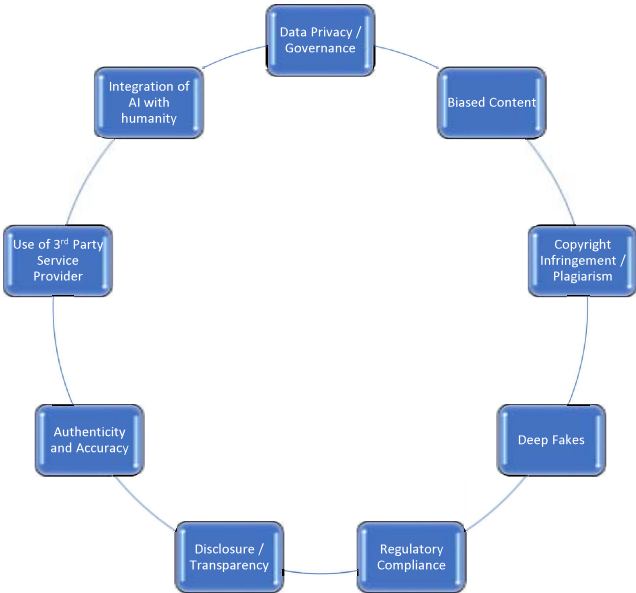 Data Privacy /
Governance
Biased Content
Copyright
Infringement /
Plagiarism
Deep Fakes
Regulatory
Compliance
Disclosure /
Transparency
Authenticity
and Accuracy
Use of 3rd Party
Service
Provider
Integration of
AI with
humanity